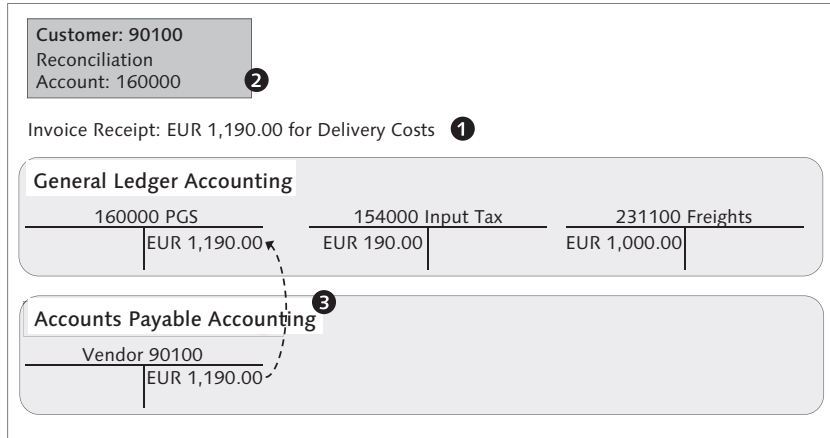 Customer: 90100
Reconciliation
Account: 160000
2
Invoice Receipt: EUR 1,190.00 for Delivery Costs 1
General Ledger Accounting
160000 PGS 154000 Input Tax 231100 Freights
EUR 1,190.00 EUR 190.00 EUR 1,000.00
3
Accounts Payable Accounting
Vendor 90100
EUR 1,190.00